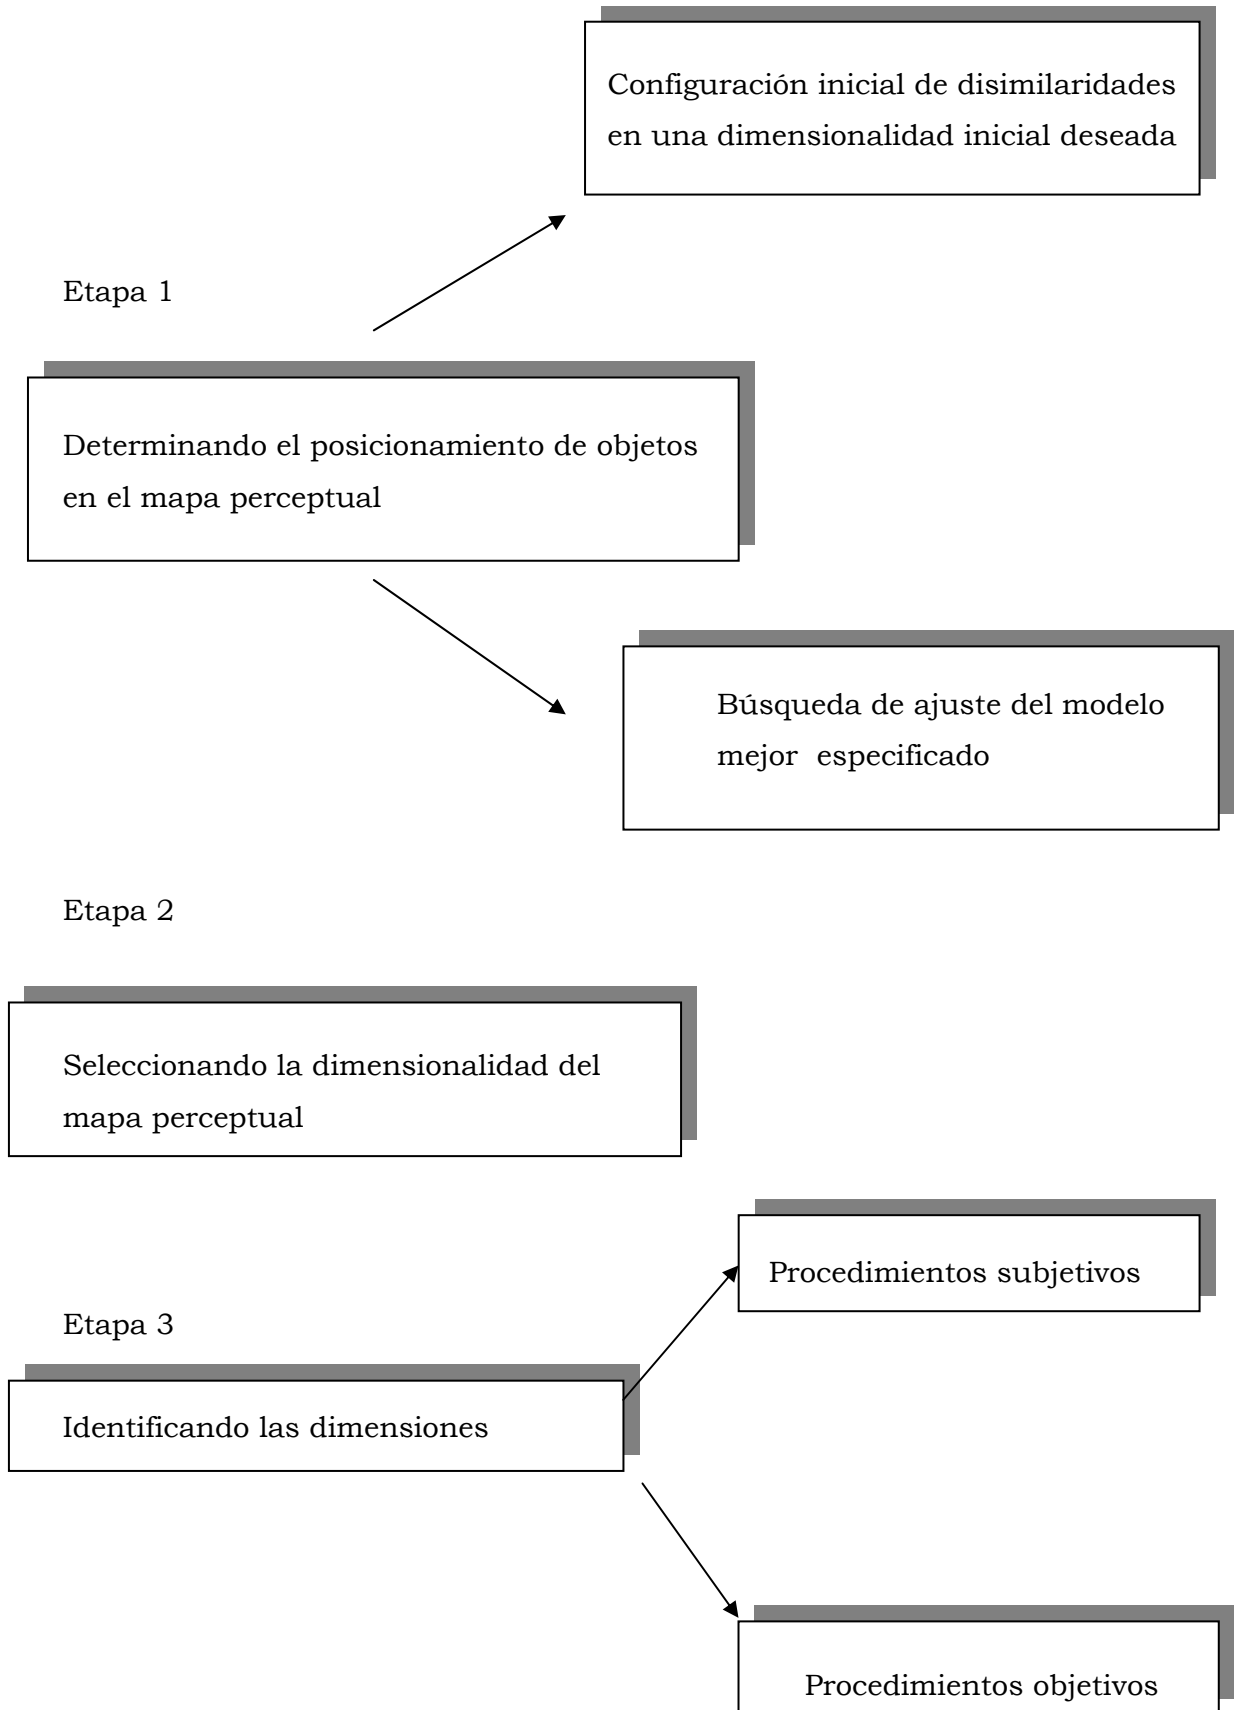 Configuración inicial de disimilaridades
en una dimensionalidad inicial deseada
Etapa 1
Determinando el posicionamiento de objetos
en el mapa perceptual
Búsqueda de ajuste del modelo
mejor  especificado
Etapa 2
Seleccionando la dimensionalidad del
mapa perceptual
Procedimientos subjetivos
Etapa 3
Identificando las dimensiones
Procedimientos objetivos